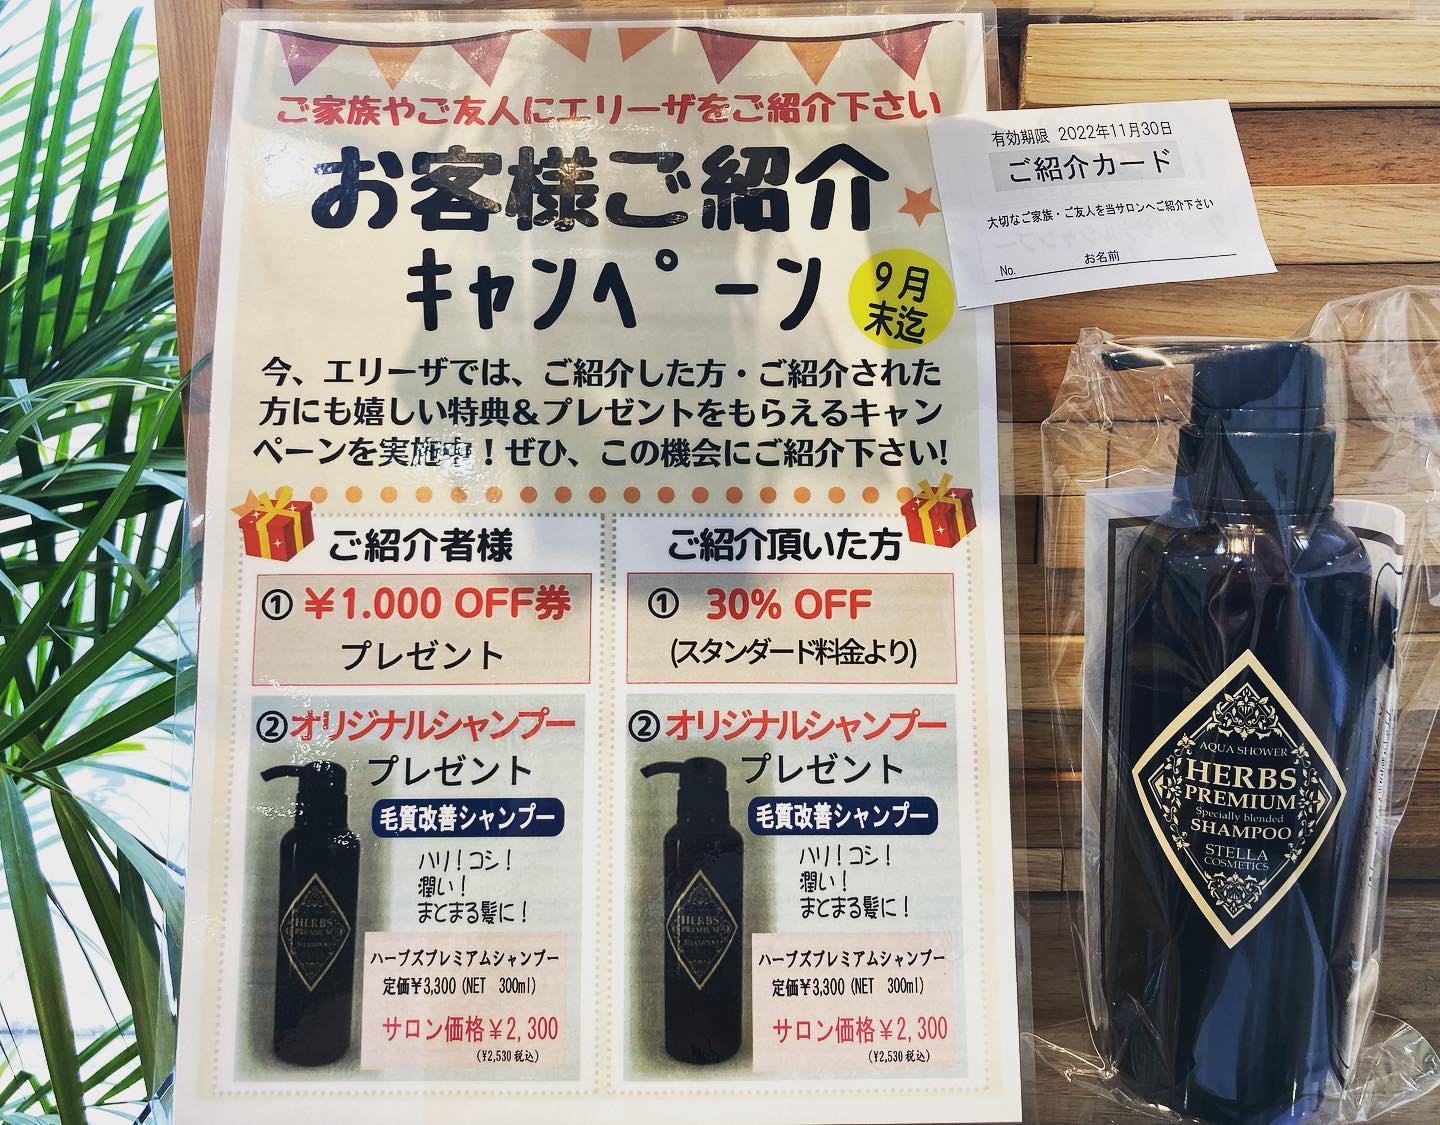 ご家族やご友人にエリーザをご紹介下さい
お客様ご紹介
キャンペーン
9月
末迄
今、エリーザでは、ご紹介した方・ご紹介された
方にも嬉しい特典&プレゼントをもらえるキャン
ペーンを実施中！ぜひ、この機会にご紹介下さい!
ご紹介者様
① ¥1.000 OFF券
プレゼント
②オリジナルシャンプー
プレゼント
毛質改善シャンプー
ハリ！コシ！
潤い！
まとまる髪に！
HERBS
PREMIUM
SHAMPOO
ハーブズプレミアムシャンプー
定価¥3,300 (NET 300ml)
サロン価格¥2,300
(¥2,530税込)
ご紹介頂いた方
① 30% OFF
(スタンダード料金より)
②オリジナルシャンプー
プレゼント
毛質改善シャンプー
ハリ！コシ！
潤い！
まとまる髪に！
HERBS
PREMIUM
SHAMPOO
ハーブズプレミアムシャンプー
定価¥3,300 (NET 300ml)
サロン価格¥2,300
(¥2,530税込)
有効期限 2022年11月30日
ご紹介カード
大切なご家族・ご友人を当サロンへご紹介下さい
No. お名前
AQUA SHOWER
HERBS
PREMIUM
Specially blended
SHAMPOO
STELLA
COSMETICS